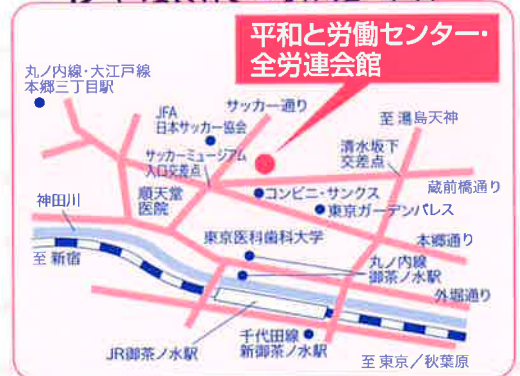 平和と労働センター・
全労連会館
丸ノ内線・大江戸線
本郷三丁目駅
JFA
日本サッカー協会
サッカー通り
至 湯島天神
サッカーミュージアム
入口交差点
清水坂下
交差点
順天堂
医院
蔵前橋通り
コンビニ・サンクス
神田川
東京ガーデンパレス
東京医科歯科大学
本郷通り
至 新宿
丸ノ内線
御茶ノ水駅
外堀通り
千代田線
新御茶ノ水駅
JR御茶ノ水駅
至 東京／秋葉原